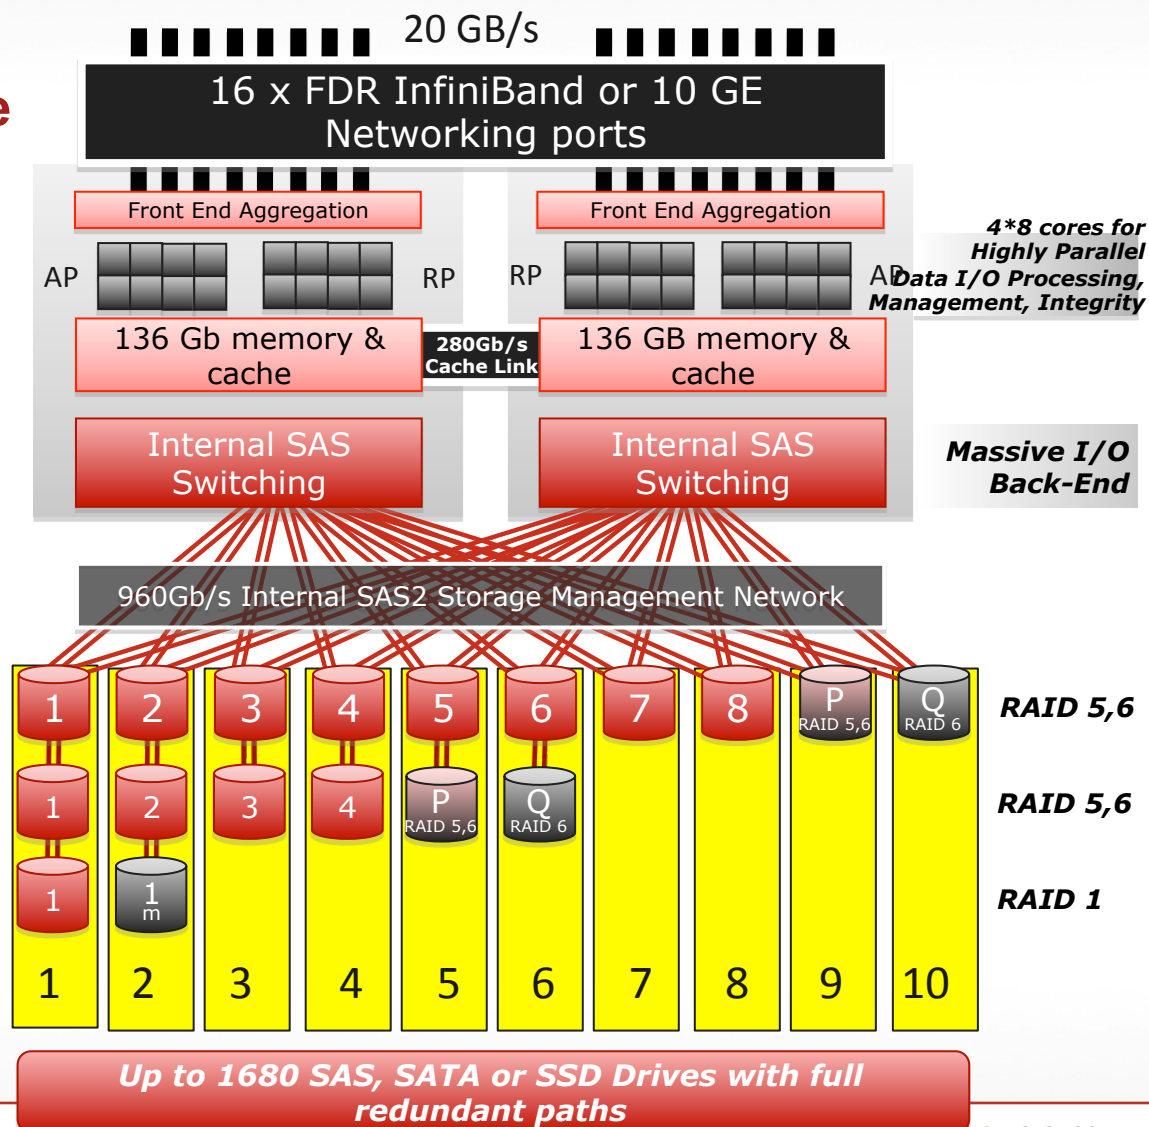 20 GB/s
16 x FDR InfiniBand or 10 GE
Networking ports
e
Front End Aggregation
Front End Aggregation
4*8 cores for
Highly Parallel
Data I/O Processing,
Management, Integrity
AP
RP
RP
AP
136 Gb memory &
cache
280Gb/s
Cache Link
136 GB memory &
cache
Internal SAS
Switching
Internal SAS
Switching
Massive I/O
Back-End
960Gb/s Internal SAS2 Storage Management Network
1 2 3 4 5 6 7 8 P Q
RAID 5,6 RAID 6
RAID 5,6
1 2 3 4 P Q
RAID 5,6 RAID 6
RAID 5,6
1 1
m
RAID 1
1 2 3 4 5 6 7 8 9 10
Up to 1680 SAS, SATA or SSD Drives with full
redundant paths